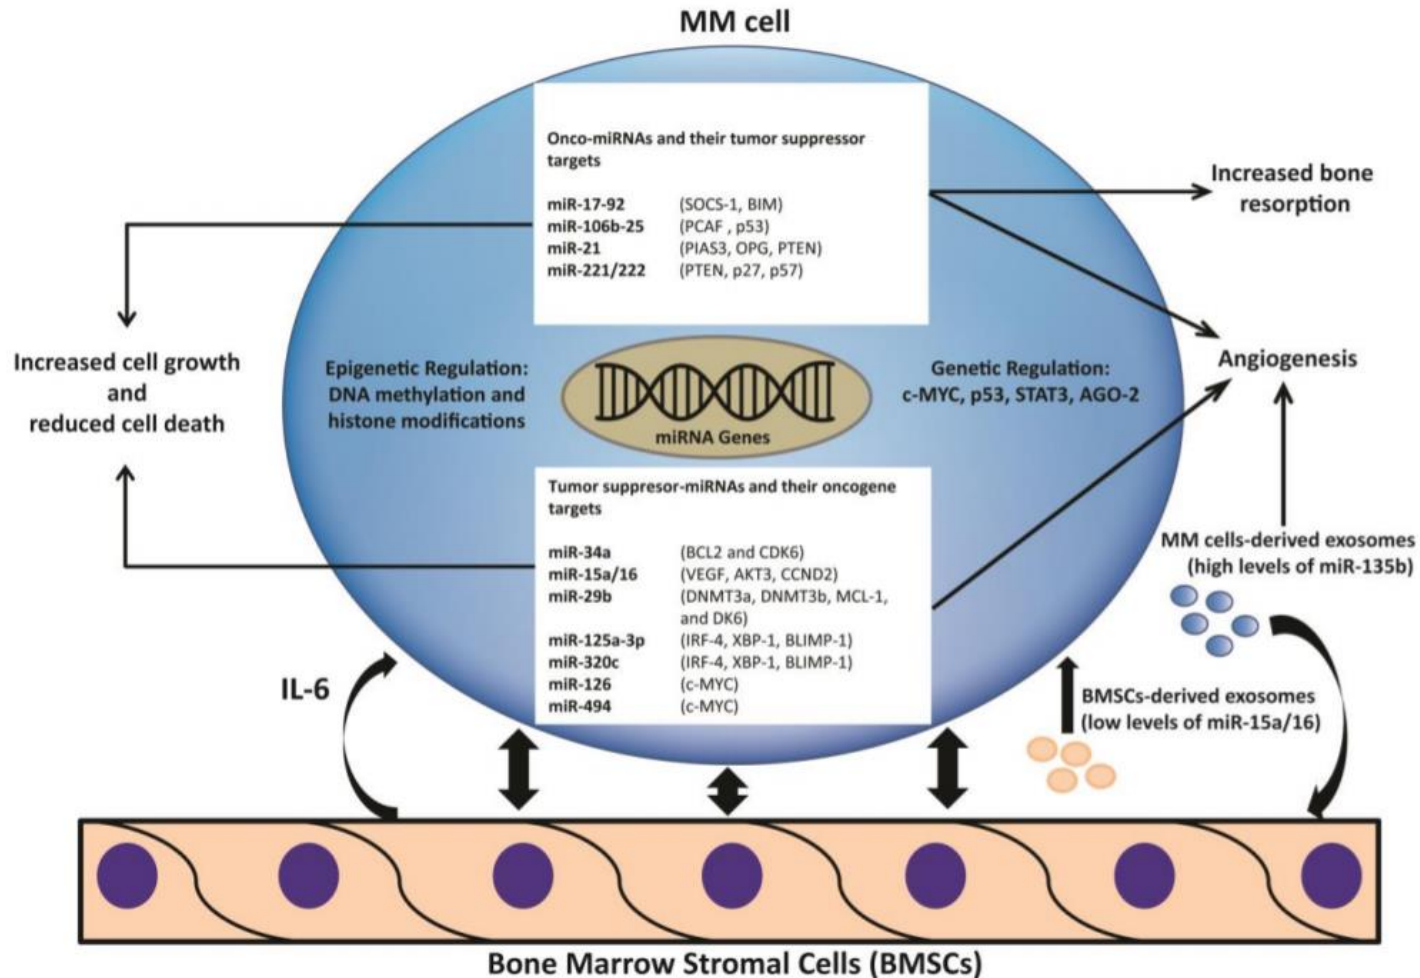 MM cell
Onco-miRNAs and their tumor suppressor
targets
miR-17-92 (SOCS-1, BIM)
miR-106b-25 (PCAF , p53)
miR-21 (PIAS3, OPG, PTEN)
miR-221/222 (PTEN, p27, p57)
Increased bone
resorption
Increased cell growth
and
reduced cell death
Epigenetic Regulation:
DNA methylation and
histone modifications
miRNA Genes
Genetic Regulation:
c-MYC, p53, STAT3, AGO-2
Angiogenesis
Tumor suppresor-miRNAs and their oncogene
targets
miR-34a (BCL2 and CDK6)
miR-15a/16 (VEGF, AKT3, CCND2)
miR-29b (DNMT3a, DNMT3b, MCL-1,
and DK6)
miR-125a-3p (IRF-4, XBP-1, BLIMP-1)
miR-320c (IRF-4, XBP-1, BLIMP-1)
miR-126 (c-MYC)
miR-494 (c-MYC)
MM cells-derived exosomes
(high levels of miR-135b)
IL-6
BMSCs-derived exosomes
(low levels of miR-15a/16)
Bone Marrow Stromal Cells (BMSCs)